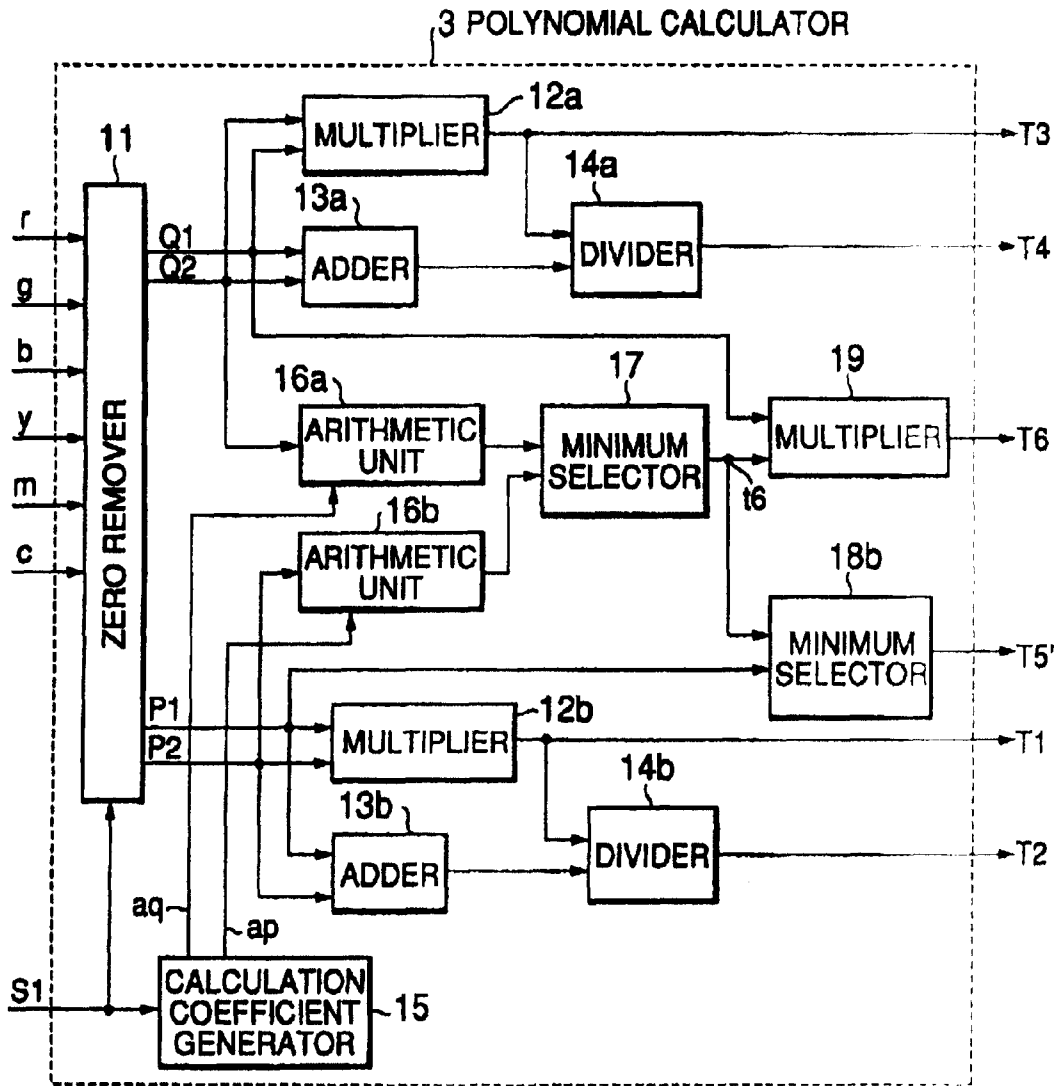 3 POLYNOMIAL CALCULATOR
12a
MULTIPLIER
T3
11
14a
13a
r
Q1
ADDER
DIVIDER
T4
Q2
g
b
17
19
16a
y
ARITHMETIC
UNIT
MINIMUM
SELECTOR
MULTIPLIER
T6
t6
m
16b
c
ARITHMETIC
UNIT
18b
ZERO REMOVER
MINIMUM
SELECTOR
T5'
P1
12b
MULTIPLIER
T1
P2
14b
13b
DIVIDER
T2
ADDER
aq
ap
S1
CALCULATION
COEFFICIENT
GENERATOR
15